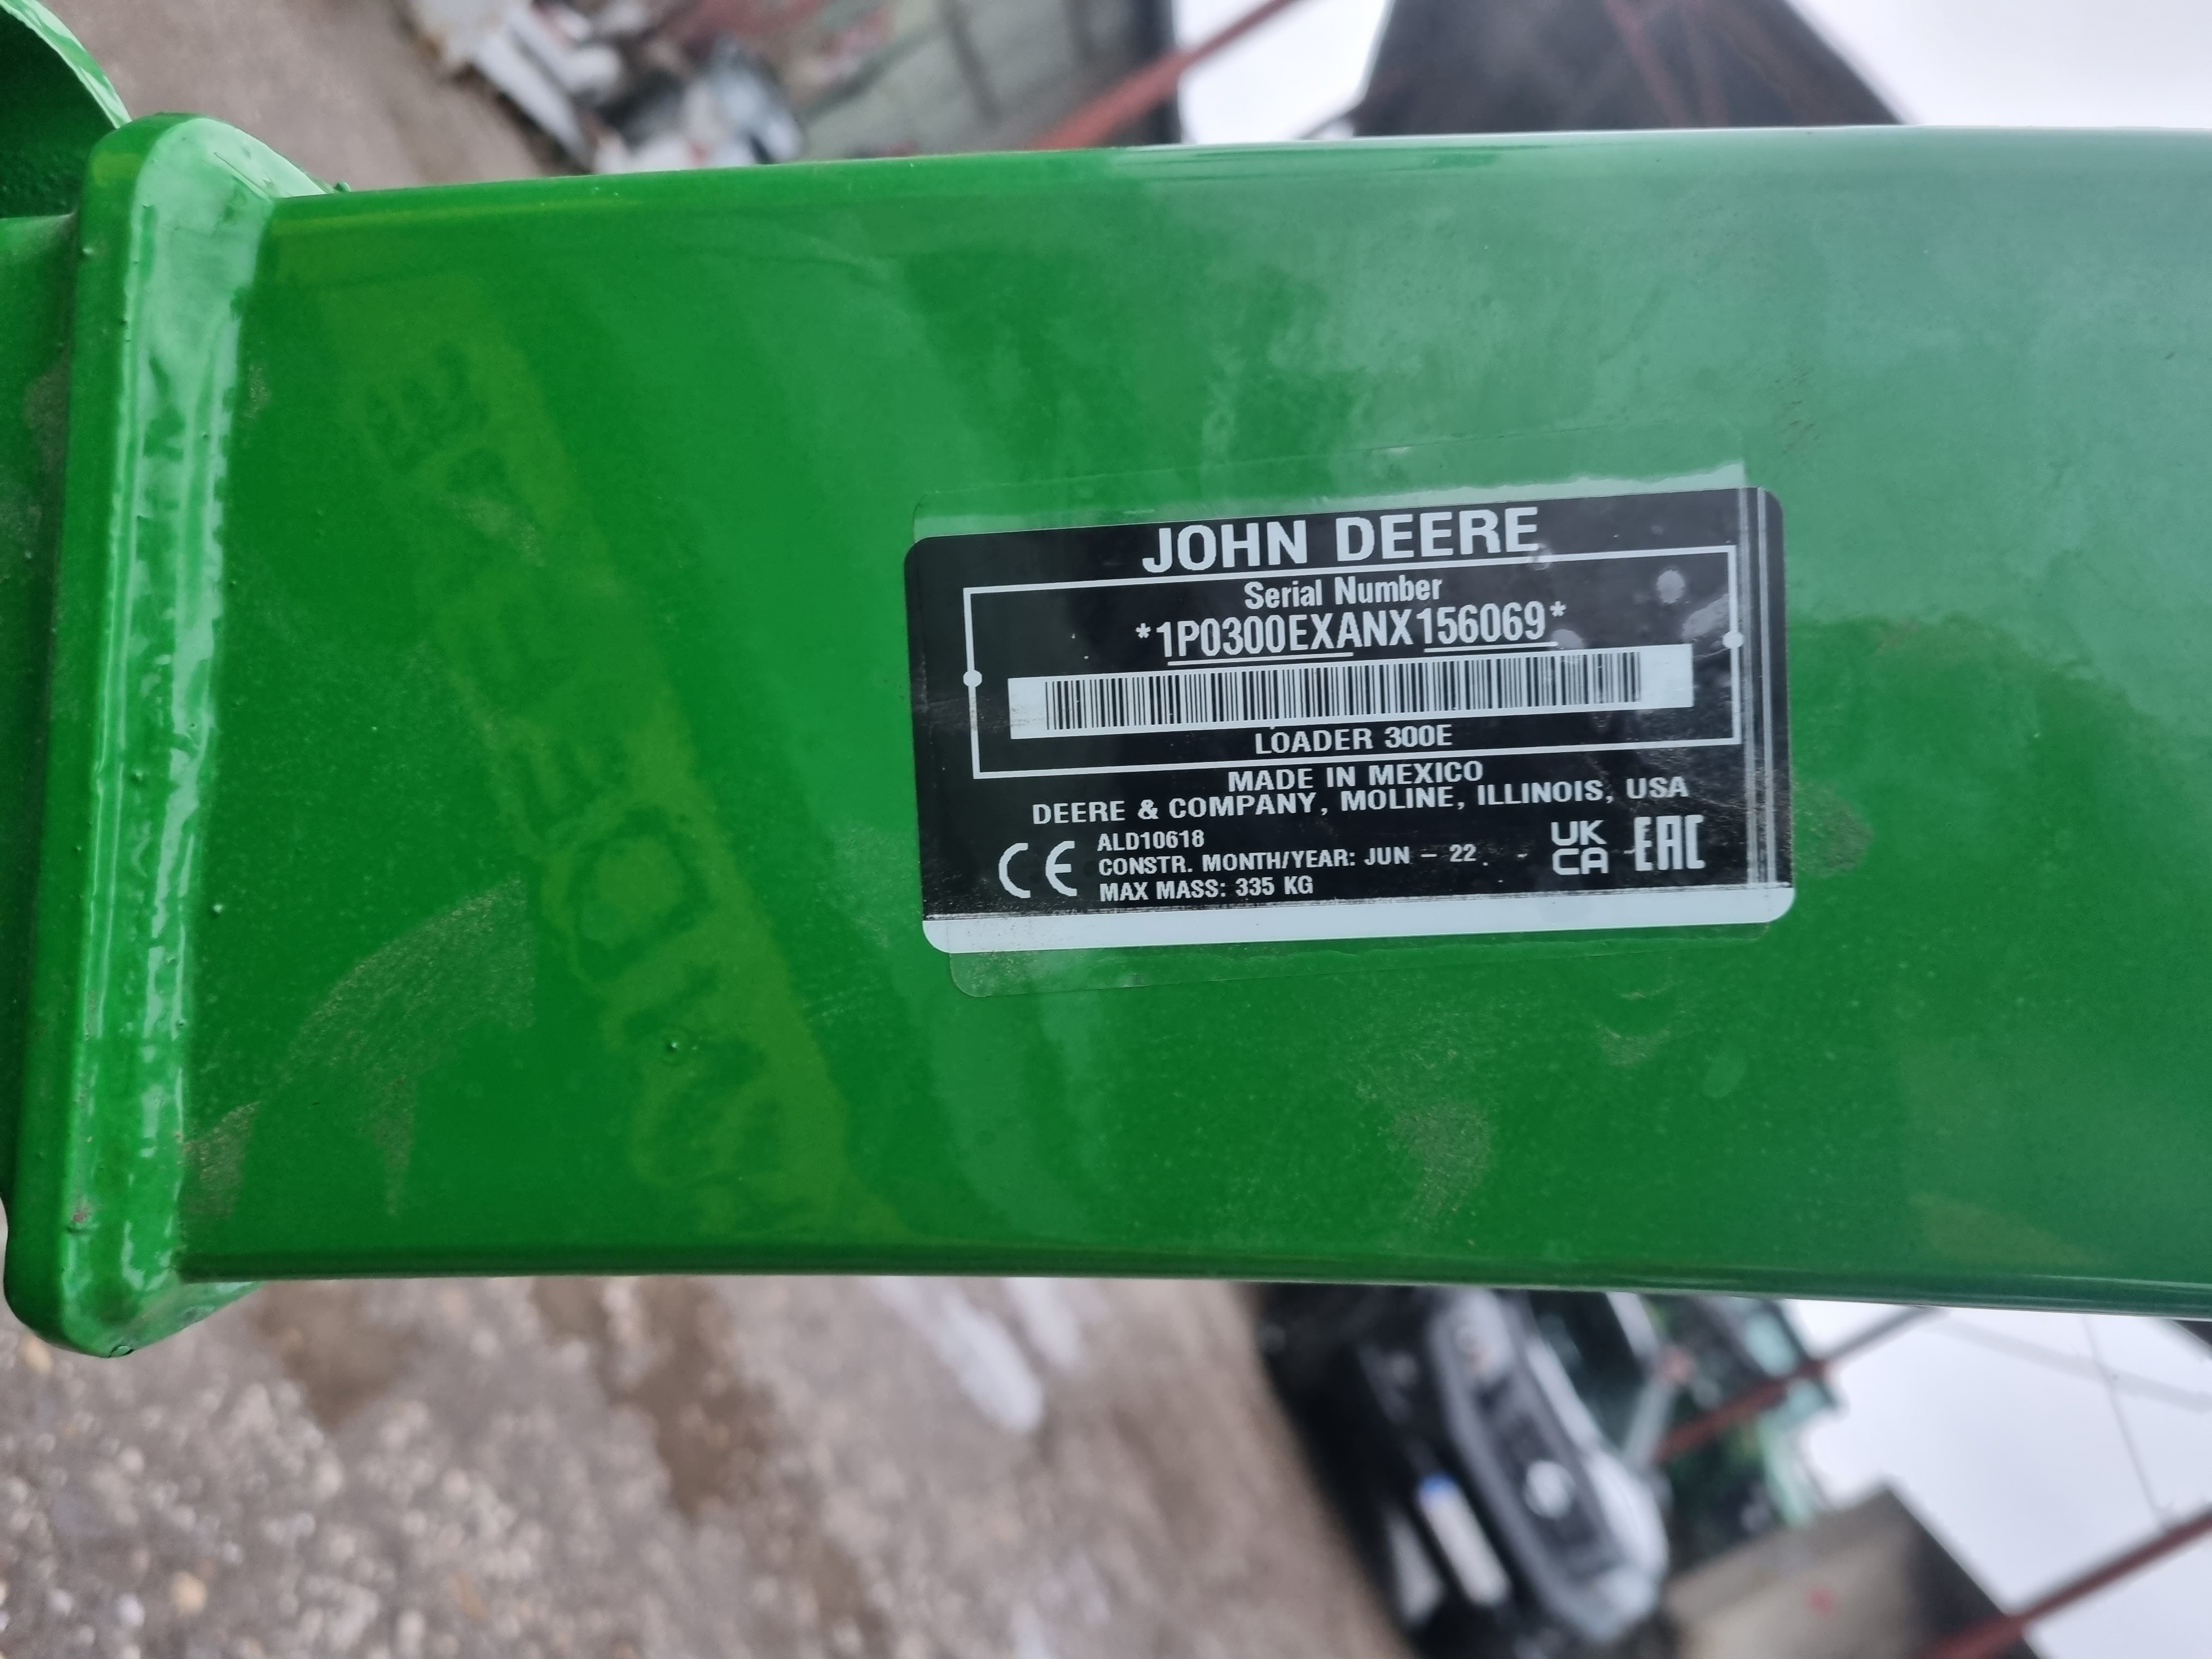 JOHN DEERE
Serial Number
*1P0300EXANX156069*
LOADER 300E
MADE IN MEXICO
DEERE & COMPANY, MOLINE, ILLINOIS, USA
CE
ALD10618
CONSTR. MONTH/YEAR: JUN - 22
MAX MASS: 335 KG
UK
CA
EAC